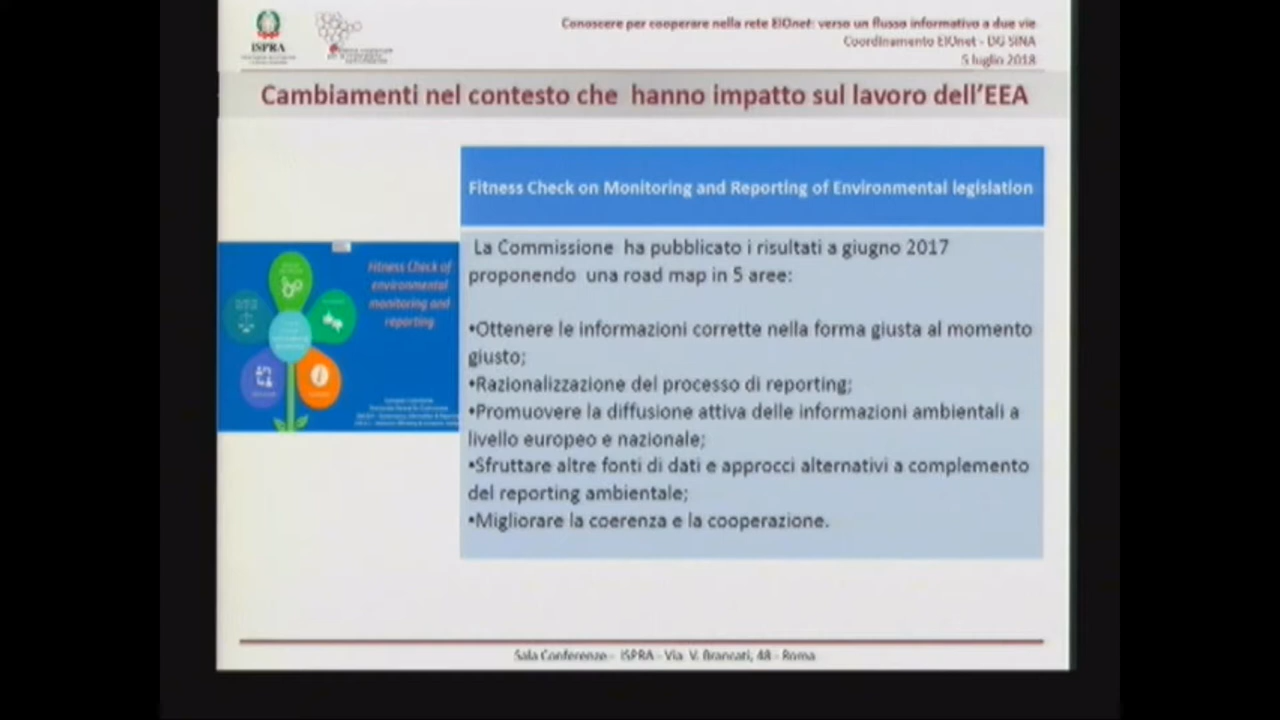 Conoscere per cooperare nella rete EIOnet: verso un flusso informativo a due vie
ISPRA
Coordinamento EIOnet - DG SINA
5 luglio 2018
Cambiamenti nel contesto che hanno impatto sul lavoro dell'EEA
Fitness Check on Monitoring and Reporting of Environmental legislation
Fitness Check of
environmental
monitoring and
reporting
La Commissione ha pubblicato i risultati a giugno 2017
proponendo una road map in 5 aree:
•Ottenere le informazioni corrette nella forma giusta al momento
giusto;
•Razionalizzazione del processo di reporting;
•Promuovere la diffusione attiva delle informazioni ambientali a
livello europeo e nazionale;
•Sfruttare altre fonti di dati e approcci alternativi a complemento
del reporting ambientale;
•Migliorare la coerenza e la cooperazione.
Sala Conferenze - ISPRA - Via V. Brancati, 48 - Roma